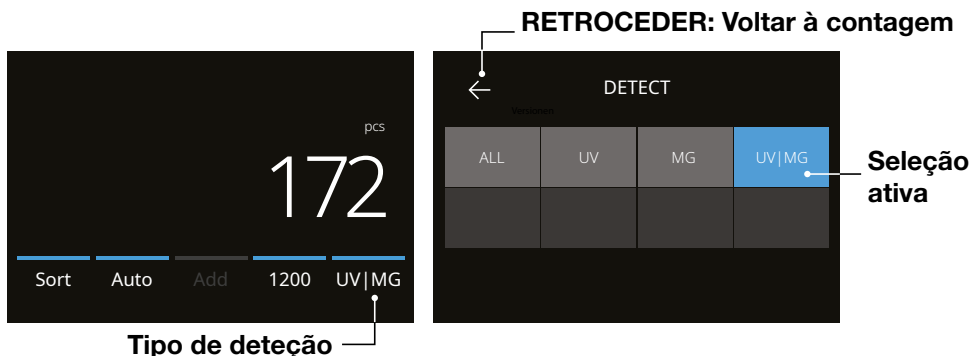 RETROCEDER: Voltar à contagem
pcs
172
Sort Auto Add 1200 UV|MG
Tipo de deteção
DETECT
Versionen
ALL UV MG UV|MG
Seleção
ativa